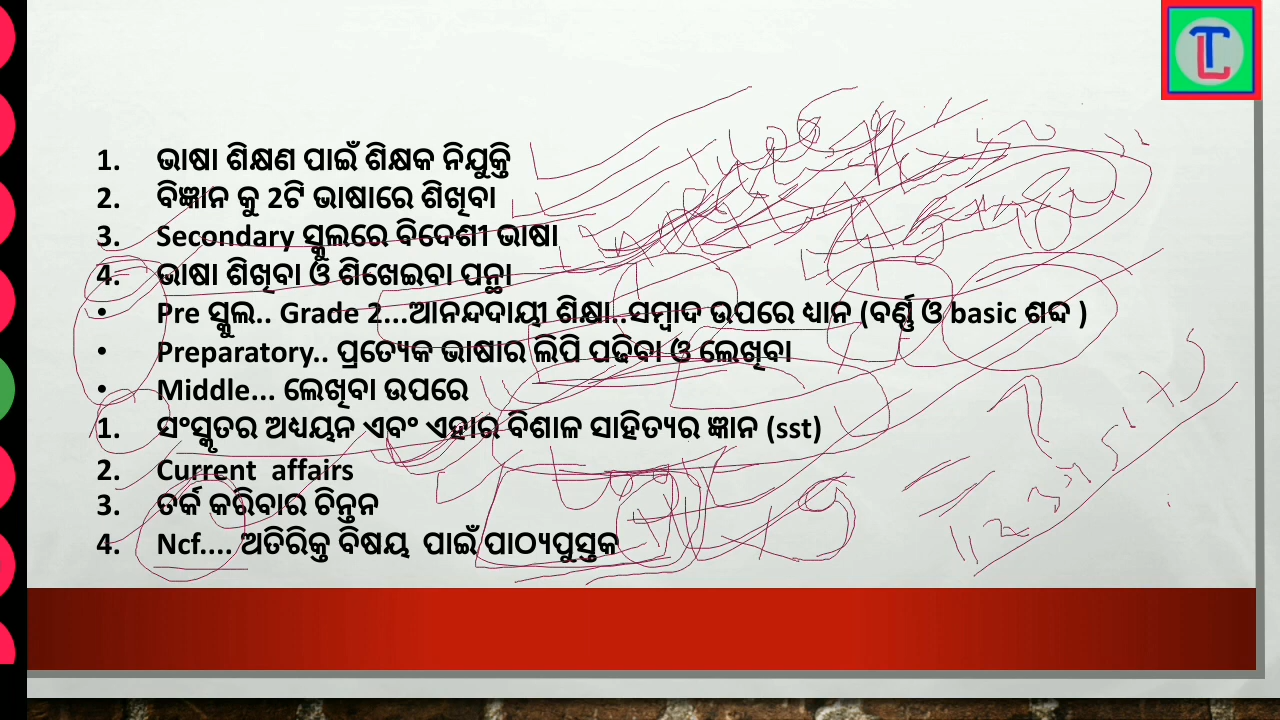 1. ଭାଷା ଶିକ୍ଷଣ ପାଇଁ ଶିକ୍ଷକ ନିଯୁକ୍ତି
2. ବିଜ୍ଞାନ କୁ 2ଟି ଭାଷାରେ ଶିଖିବା
3. Secondary ସ୍କୁଲରେ ବିଦେଶୀ ଭାଷା
4. ଭାଷା ଶିଖିବା ଓ ଶିଖେଇବା ପନ୍ଥା
• Pre ସ୍କୁଲ.. Grade 2...ଆନନ୍ଦଦାୟୀ ଶିକ୍ଷା..ସମ୍ବାଦ ଉପରେ ଧ୍ୟାନ (ବର୍ଣ୍ଣ ଓ basic ଶବ୍ଦ )
• Preparatory.. ପ୍ରତ୍ୟେକ ଭାଷାର ଲିପି ପଢିବା ଓ ଲେଖିବା
• Middle... ଲେଖିବା ଉପରେ
1. ସଂସ୍କୃତର ଅଧ୍ୟୟନ ଏବଂ ଏହାର ବିଶାଳ ସାହିତ୍ୟର ଜ୍ଞାନ (sst)
2. Current affairs
3. ତର୍କ କରିବାର ଚିନ୍ତନ
4. Ncf.... ଅତିରିକ୍ତ ବିଷୟ ପାଇଁ ପାଠ୍ୟପୁସ୍ତକ